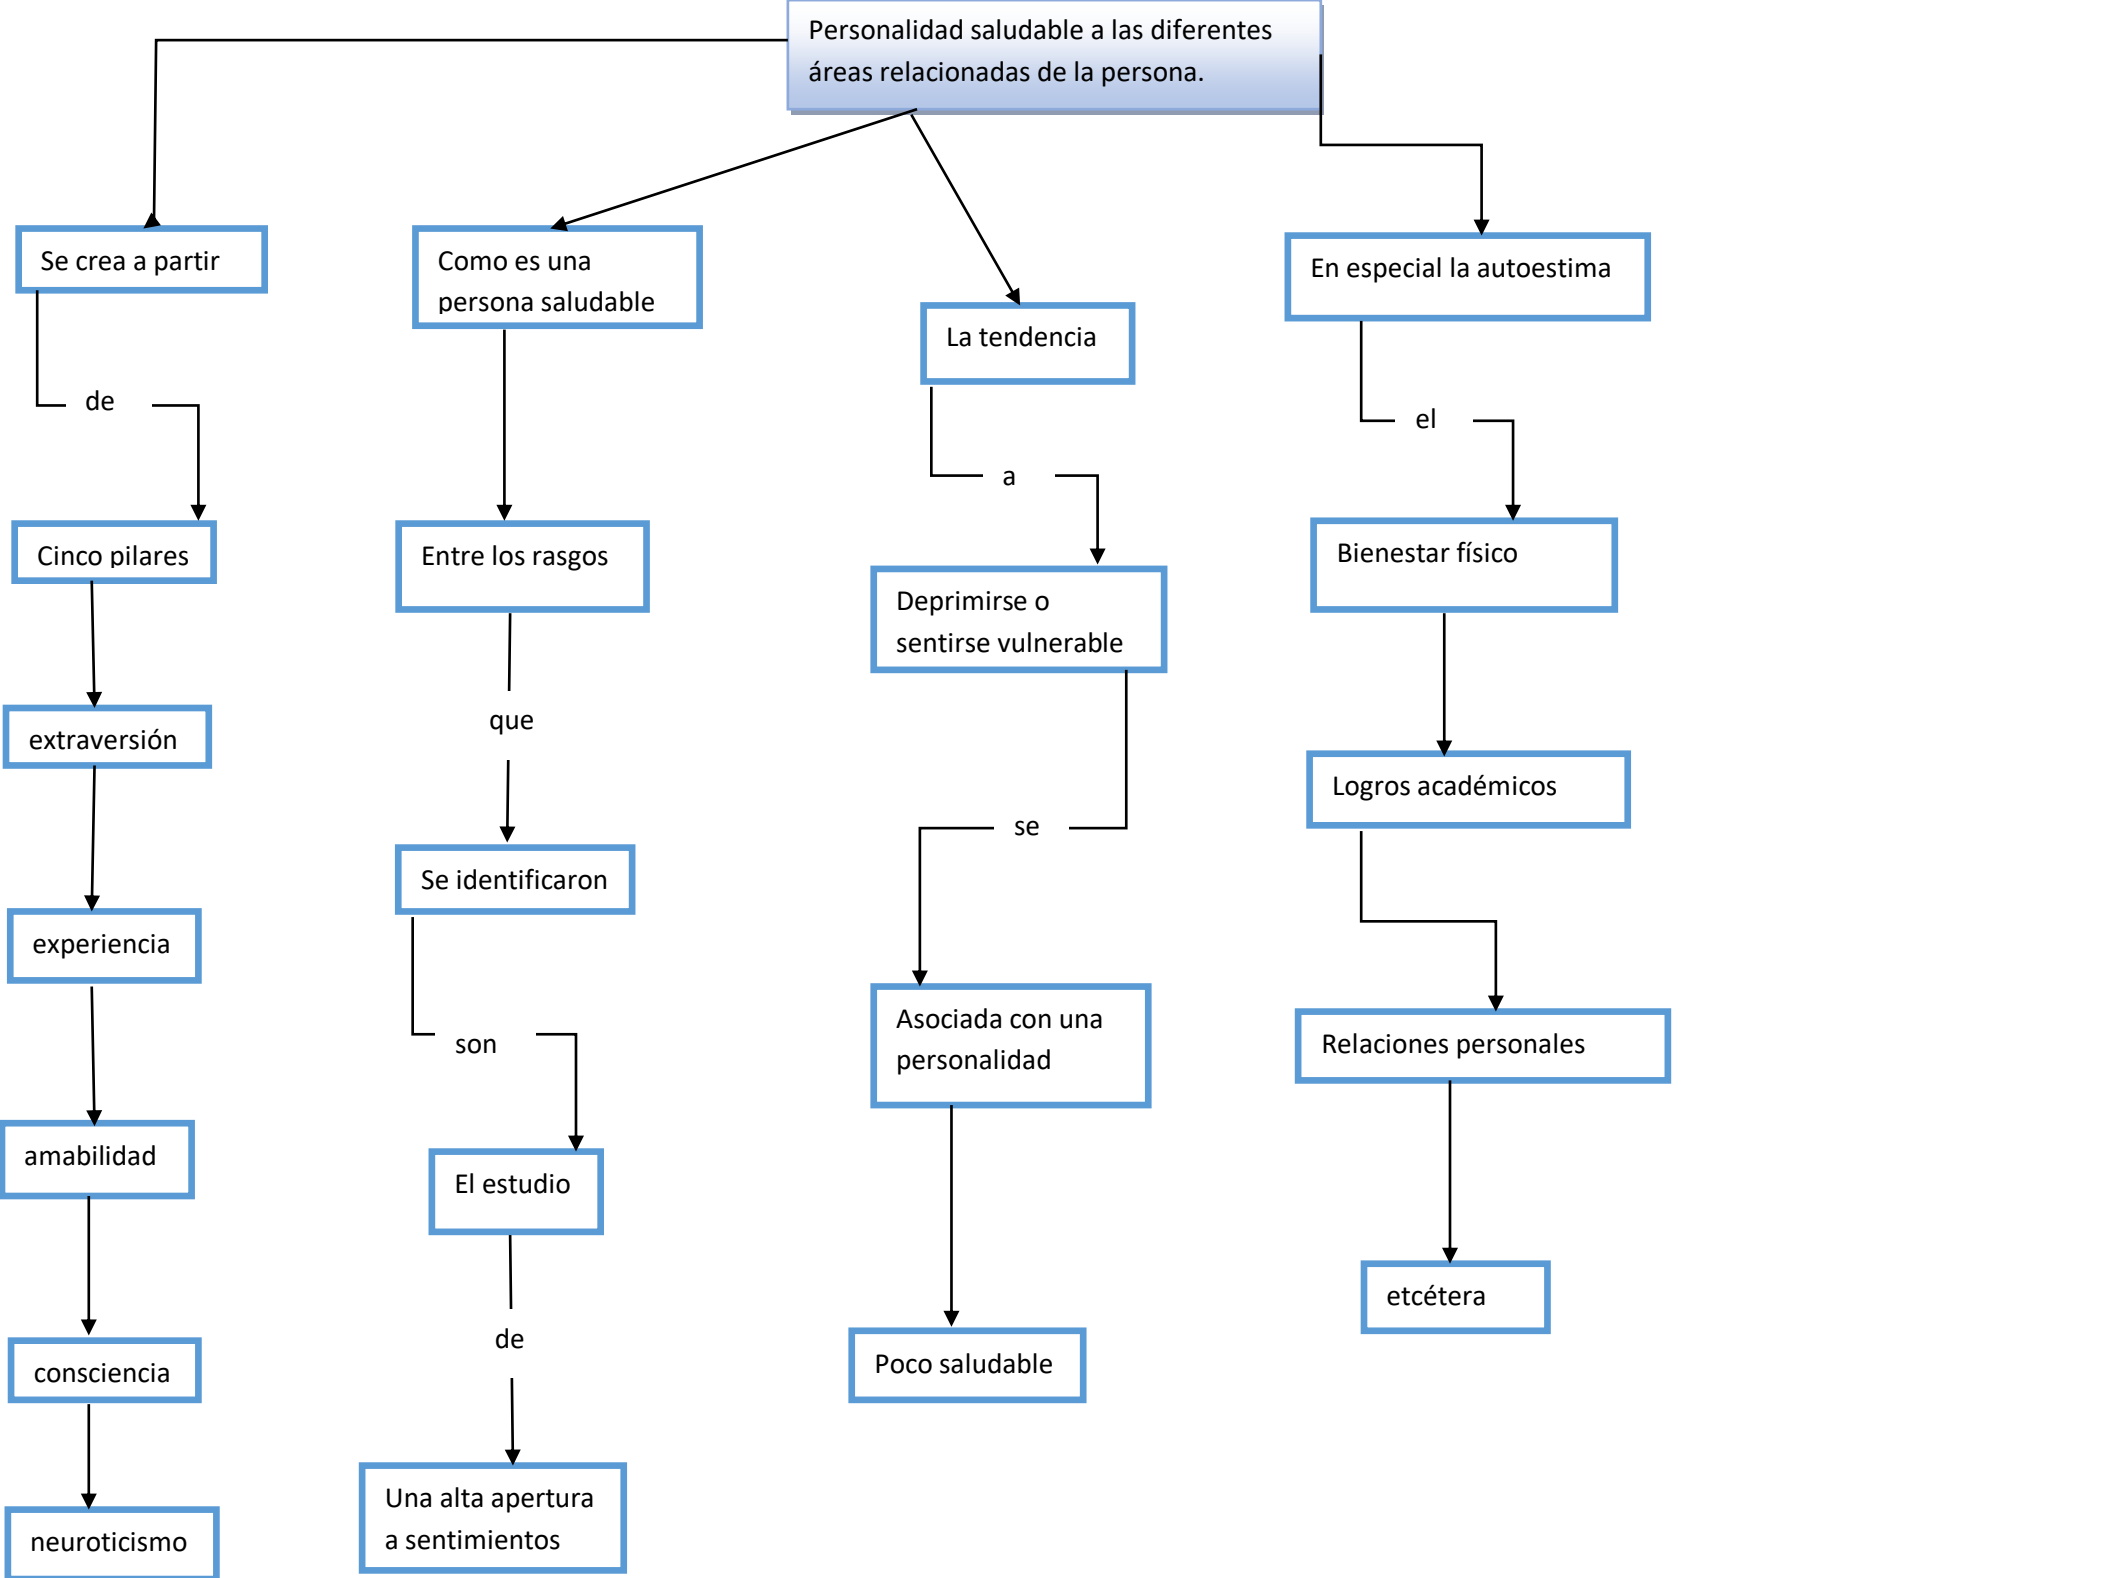 Personalidad saludable a las diferentes
áreas relacionadas de la persona.
Se crea a partir
de
Cinco pilares
extraversión
experiencia
amabilidad
consciencia
neuroticismo
Como es una
persona saludable
Entre los rasgos
que
Se identificaron
son
El estudio
de
Una alta apertura
a sentimientos
La tendencia
a
Deprimirse o
sentirse vulnerable
se
Asociada con una
personalidad
Poco saludable
En especial la autoestima
el
Bienestar físico
Logros académicos
Relaciones personales
etcétera